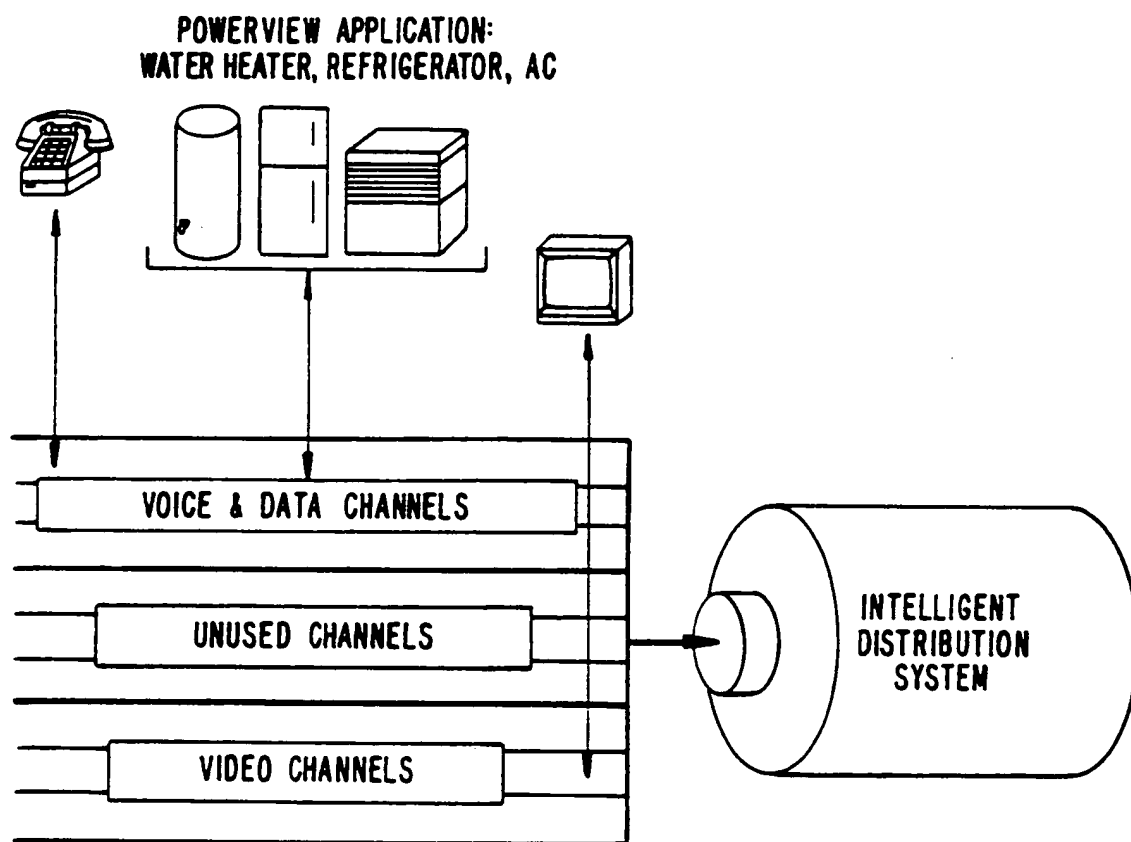 POWERVIEW APPLICATION:
WATER HEATER, REFRIGERATOR, AC
VOICE & DATA CHANNELS
UNUSED CHANNELS
VIDEO CHANNELS
INTELLIGENT
DISTRIBUTION
SYSTEM